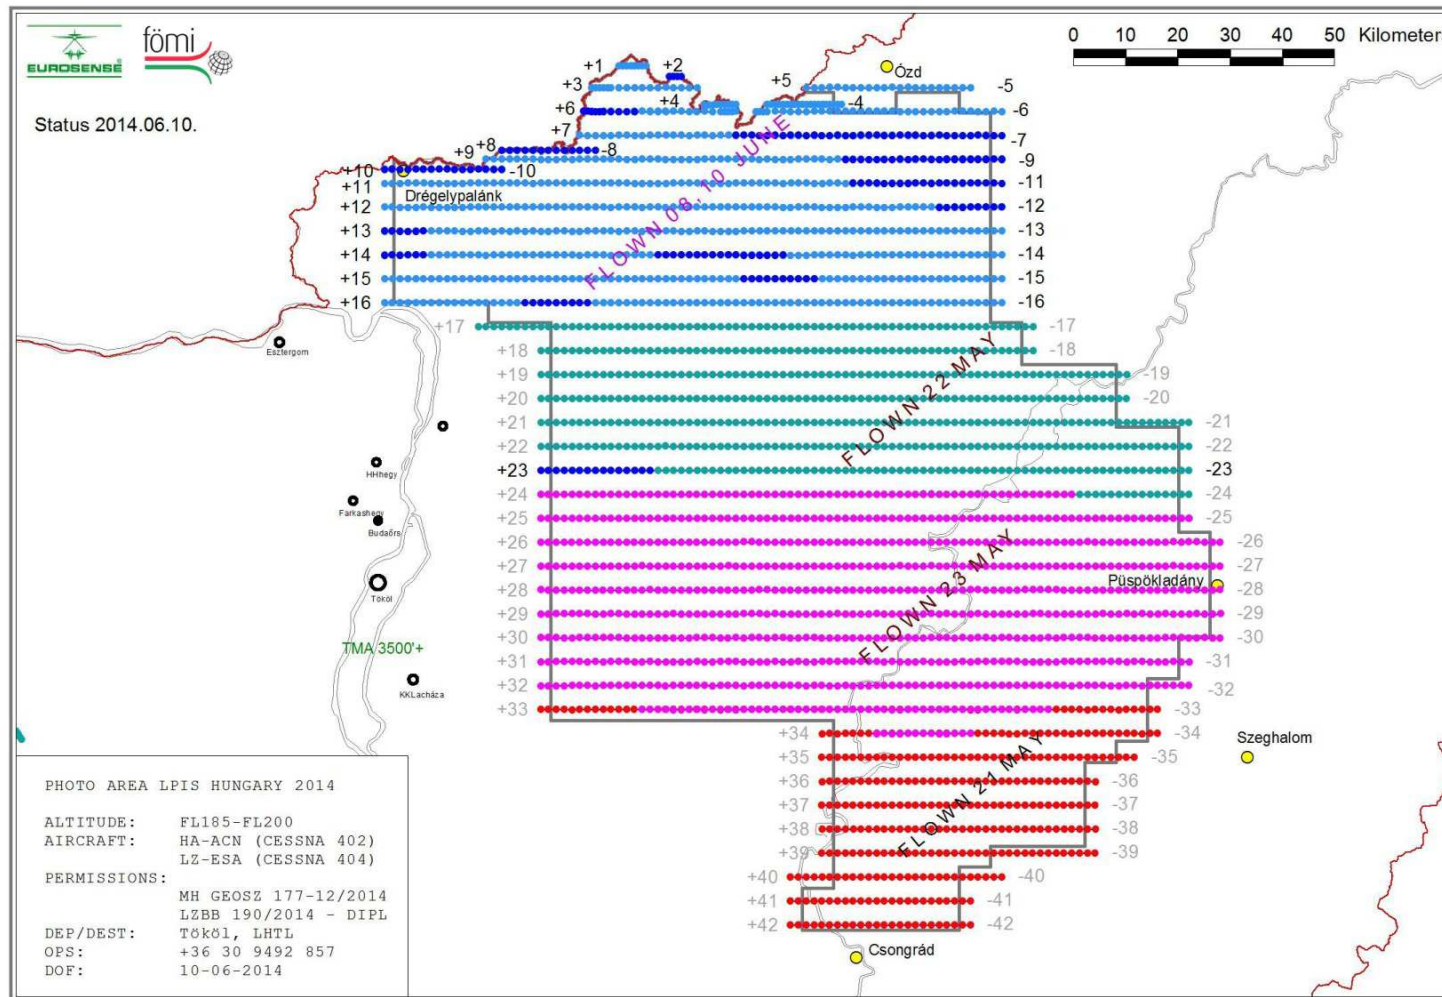 EUROSENSE
fömi
0 10 20 30 40 50 Kilometer
Status 2014.06.10.
+1
+2
Ózd
+3
+5
-5
+4
-4
+6
-6
+7
-7
+8
-8
+9
-9
+10
-10
+11
-11
Drégelypalánk
+12
-12
+13
-13
+14
-14
+15
-15
+16
-16
FLOWN 08,10 JUNE
+17
-17
Esztergom
+18
-18
+19
-19
+20
-20
+21
-21
+22
-22
FLOWN 22 MAY
HHhegy
+23
-23
+24
-24
Farkashegy
+25
-25
Budaőrs
+26
-26
+27
-27
Püspökladány
+28
-28
Tököl
+29
-29
+30
-30
FLOWN 23 MAY
TMA 3500'+
+31
-31
KKLacháza
+32
-32
+33
-33
+34
-34
Szeghalom
+35
-35
+36
-36
+37
-37
+38
-38
+39
-39
FLOWN 21 MAY
+40
-40
+41
-41
+42
-42
Csongrád
PHOTO AREA LPIS HUNGARY 2014
ALTITUDE: FL185-FL200
AIRCRAFT: HA-ACN (CESSNA 402)
LZ-ESA (CESSNA 404)
PERMISSIONS:
MH GEOSZ 177-12/2014
LZBB 190/2014 - DIPL
DEP/DEST: Tököl, LHTL
OPS: +36 30 9492 857
DOF: 10-06-2014